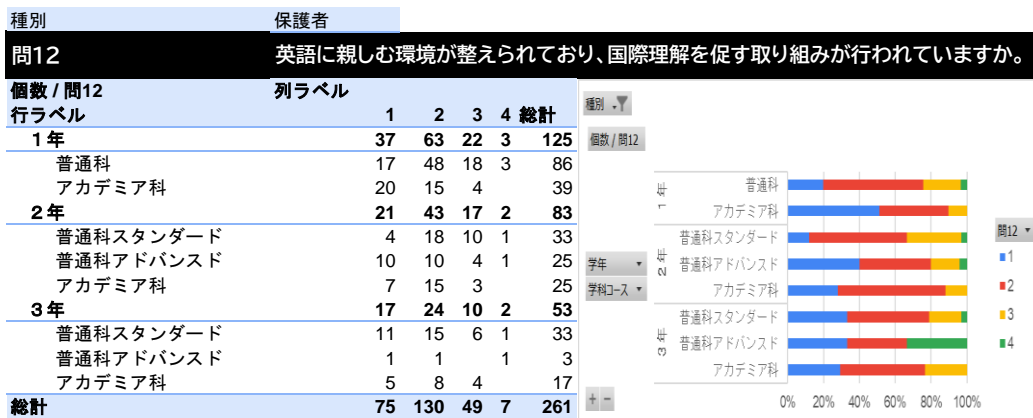 種別 保護者
問12 英語に親しむ環境が整えられており、国際理解を促す取り組みが行われていますか。
個数 / 問12 列ラベル
行ラベル 1 2 3 4 総計
１年 37 63 22 3 125
普通科 17 48 18 3 86
アカデミア科 20 15 4 39
２年 21 43 17 2 83
普通科スタンダード 4 18 10 1 33
普通科アドバンスド 10 10 4 1 25
アカデミア科 7 15 3 25
３年 17 24 10 2 53
普通科スタンダード 11 15 6 1 33
普通科アドバンスド 1 1 1 3
アカデミア科 5 8 4 17
総計 75 130 49 7 261
種別
個数 / 問12
学年
学科コース
１年
普通科
アカデミア科
２年
普通科スタンダード
普通科アドバンスド
アカデミア科
３年
普通科スタンダード
普通科アドバンスド
アカデミア科
0% 20% 40% 60% 80% 100%
問12
1
2
3
4
+ -